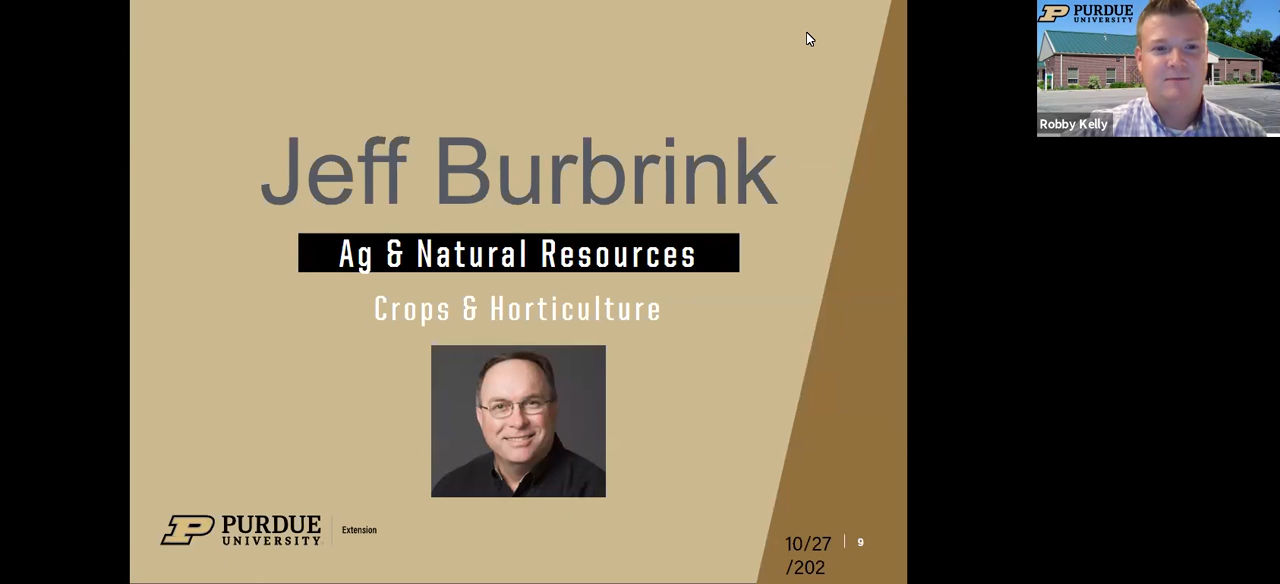 Jeff Burbrink
Ag & Natural Resources
Crops & Horticulture
PURDUE
UNIVERSITY
Extension
10/27
/202
9
PURDUE
UNIVERSITY
Robby Kelly